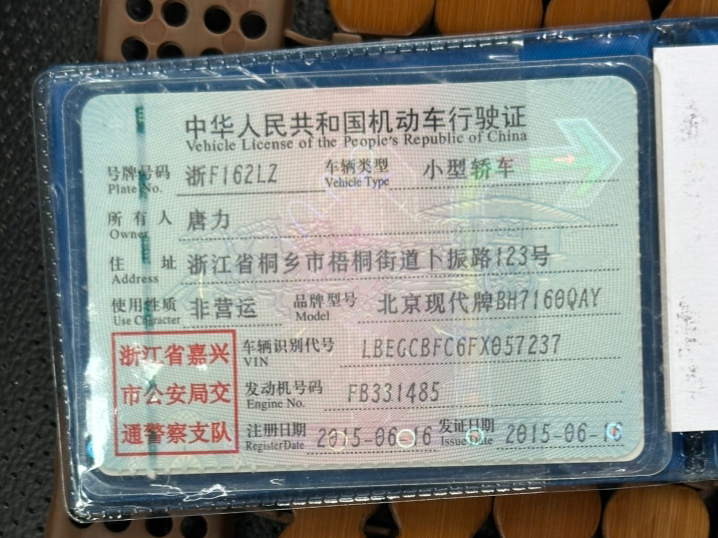 中华人民共和国机动车行驶证
Vehicle License of the People's Republic of China
号牌号码 浙F162LZ 车辆类型 小型轿车
Plate No. Vehicle Type
所有人 唐力
Owner
住址 浙江省桐乡市梧桐街道卜振路123号
Address
使用性质 非营运 品牌型号 北京现代牌BH7160QAY
Use Character Model
浙江省嘉兴
市公安局交
通警察支队
车辆识别代号 LBEGCBFC6FX057237
VIN
发动机号码 FB331485
Engine No.
注册日期 2015-06-16 发证日期 2015-06-16
Register Date Issue Date